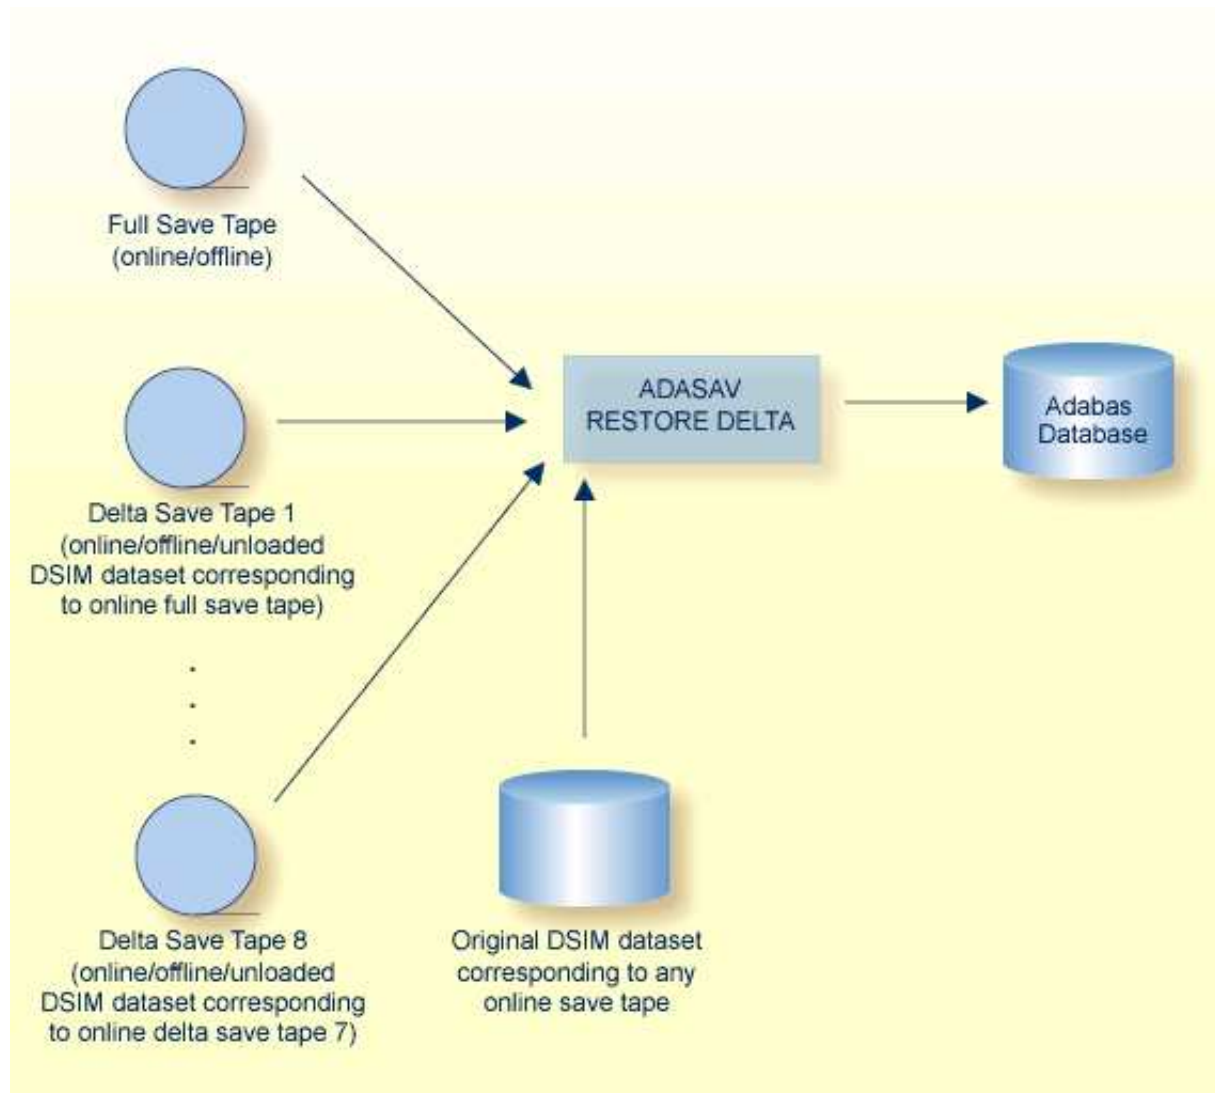 Full Save Tape
(online/offline)
ADASAV
RESTORE DELTA
Adabas
Database
Delta Save Tape 1
(online/offline/unloaded
DSIM dataset corresponding
to online full save tape)
.
.
.
Delta Save Tape 8
(online/offline/unloaded
DSIM dataset corresponding
to online delta save tape 7)
Original DSIM dataset
corresponding to any
online save tape